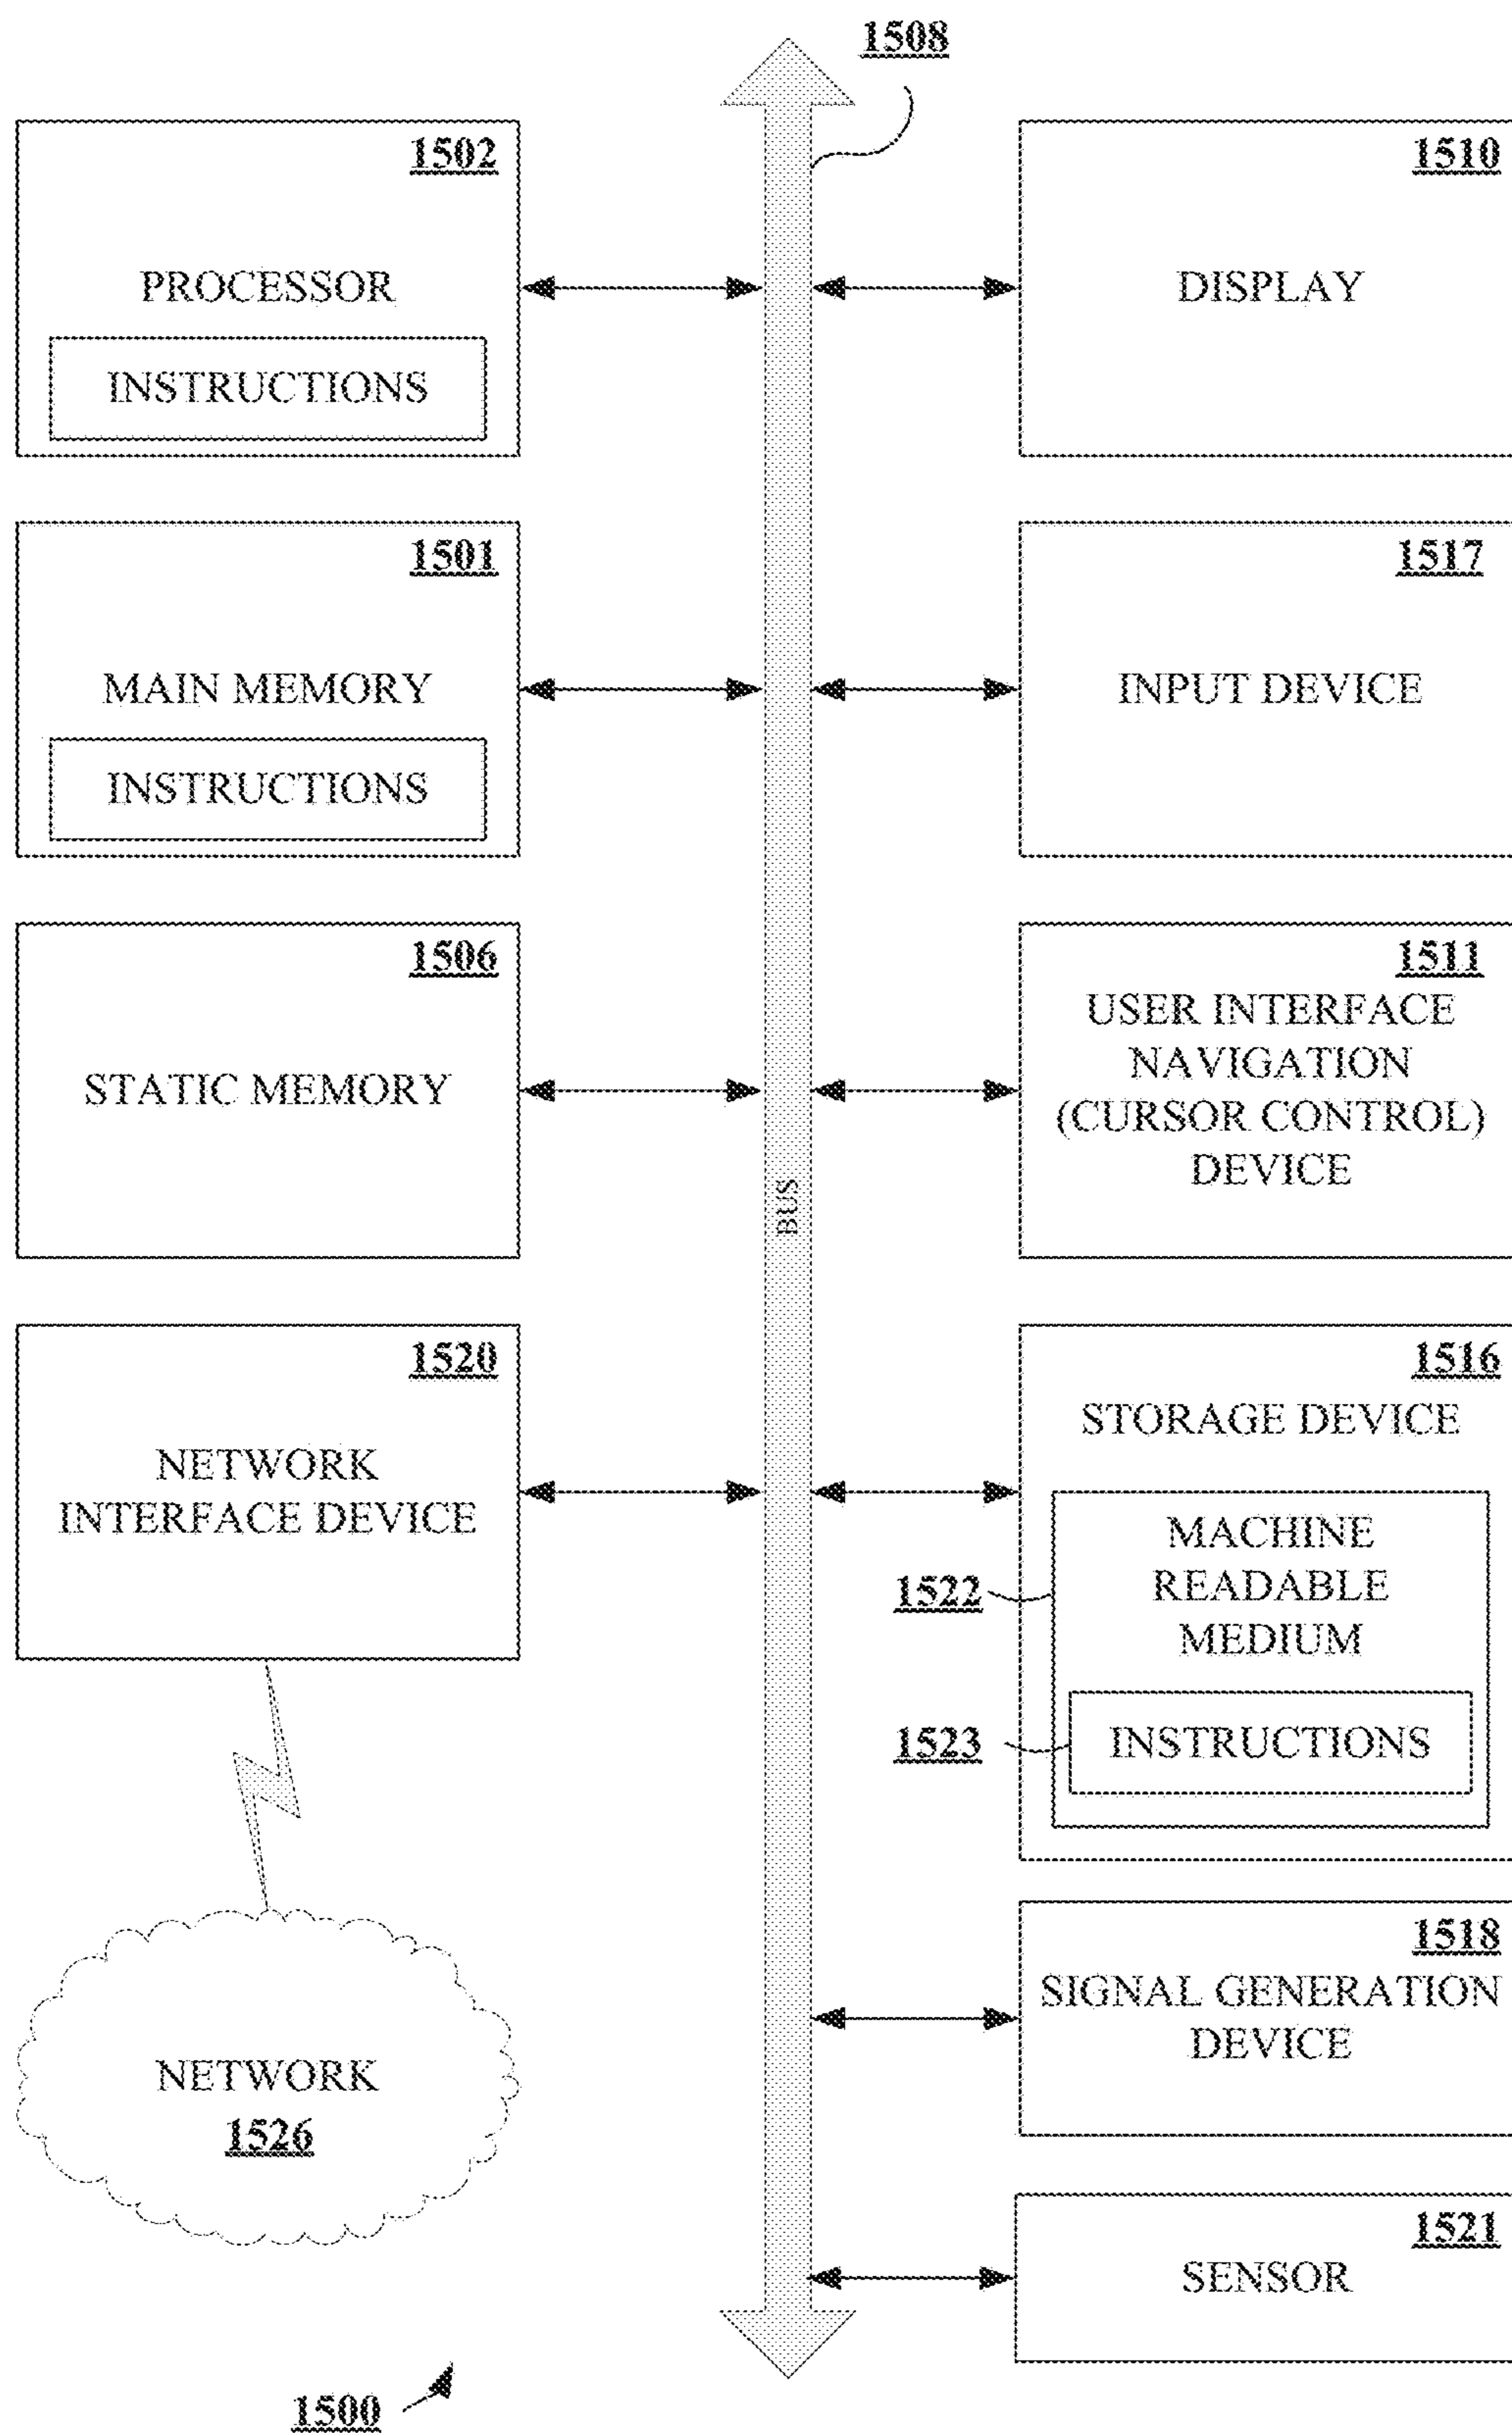 1508
1502
PROCESSOR
INSTRUCTIONS
1510
DISPLAY
1501
MAIN MEMORY
INSTRUCTIONS
1517
INPUT DEVICE
1506
STATIC MEMORY
1511
USER INTERFACE
NAVIGATION
(CURSOR CONTROL)
DEVICE
BUS
1520
NETWORK
INTERFACE DEVICE
1516
STORAGE DEVICE
MACHINE
READABLE
MEDIUM
1522
INSTRUCTIONS
1523
1518
SIGNAL GENERATION
DEVICE
NETWORK
1526
1521
SENSOR
1500